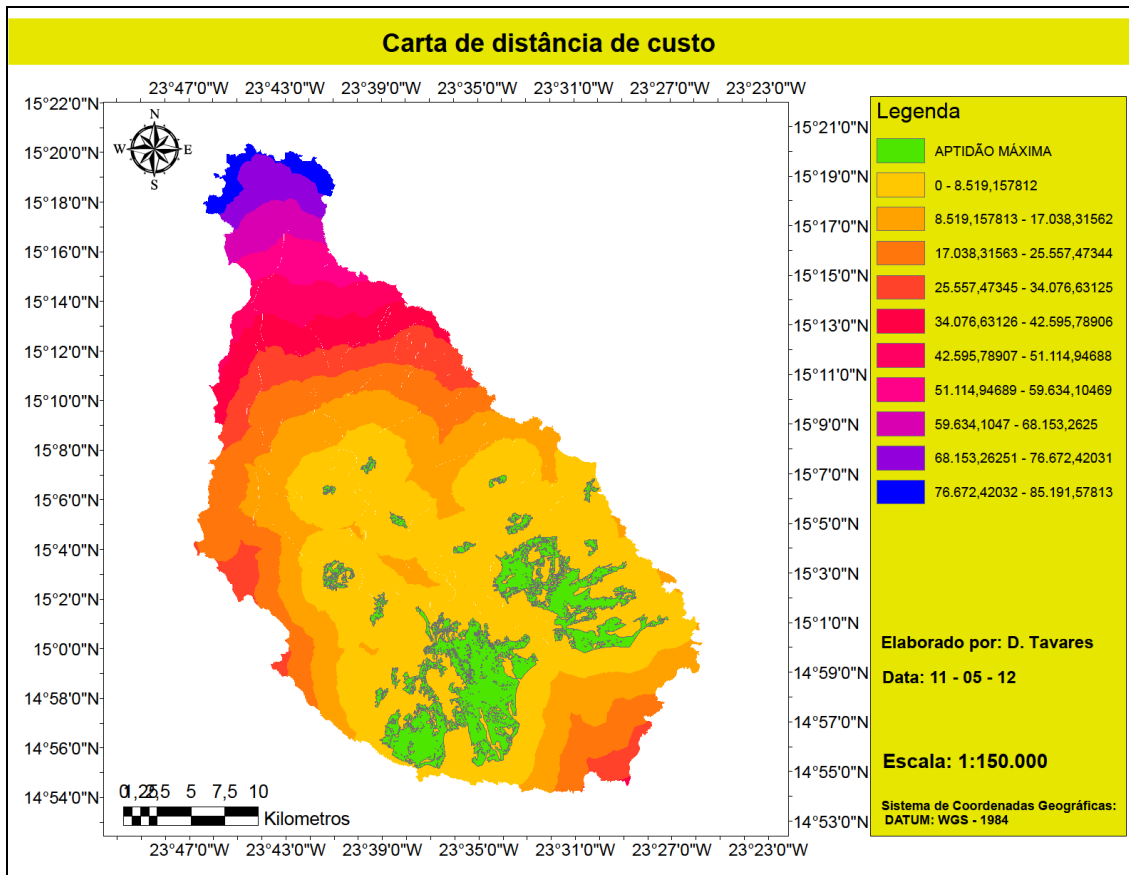 Carta de distância de custo
23°47'0"W 23°43'0"W 23°39'0"W 23°35'0"W 23°31'0"W 23°27'0"W 23°23'0"W
15°22'0"N
15°20'0"N
15°18'0"N
15°16'0"N
15°14'0"N
15°12'0"N
15°10'0"N
15°8'0"N
15°6'0"N
15°4'0"N
15°2'0"N
15°0'0"N
14°58'0"N
14°56'0"N
14°54'0"N
N
W E
S
15°21'0"N
15°19'0"N
15°17'0"N
15°15'0"N
15°13'0"N
15°11'0"N
15°9'0"N
15°7'0"N
15°5'0"N
15°3'0"N
15°1'0"N
14°59'0"N
14°57'0"N
14°55'0"N
14°53'0"N
0 1,25 2,5 5 7,5 10
Kilometros
23°47'0"W 23°43'0"W 23°39'0"W 23°35'0"W 23°31'0"W 23°27'0"W 23°23'0"W
Legenda
APTIDÃO MÁXIMA
0 - 8.519,157812
8.519,157813 - 17.038,31562
17.038,31563 - 25.557,47344
25.557,47345 - 34.076,63125
34.076,63126 - 42.595,78906
42.595,78907 - 51.114,94688
51.114,94689 - 59.634,10469
59.634,1047 - 68.153,2625
68.153,26251 - 76.672,42031
76.672,42032 - 85.191,57813
Elaborado por: D. Tavares
Data: 11 - 05 - 12
Escala: 1:150.000
Sistema de Coordenadas Geográficas:
DATUM: WGS - 1984